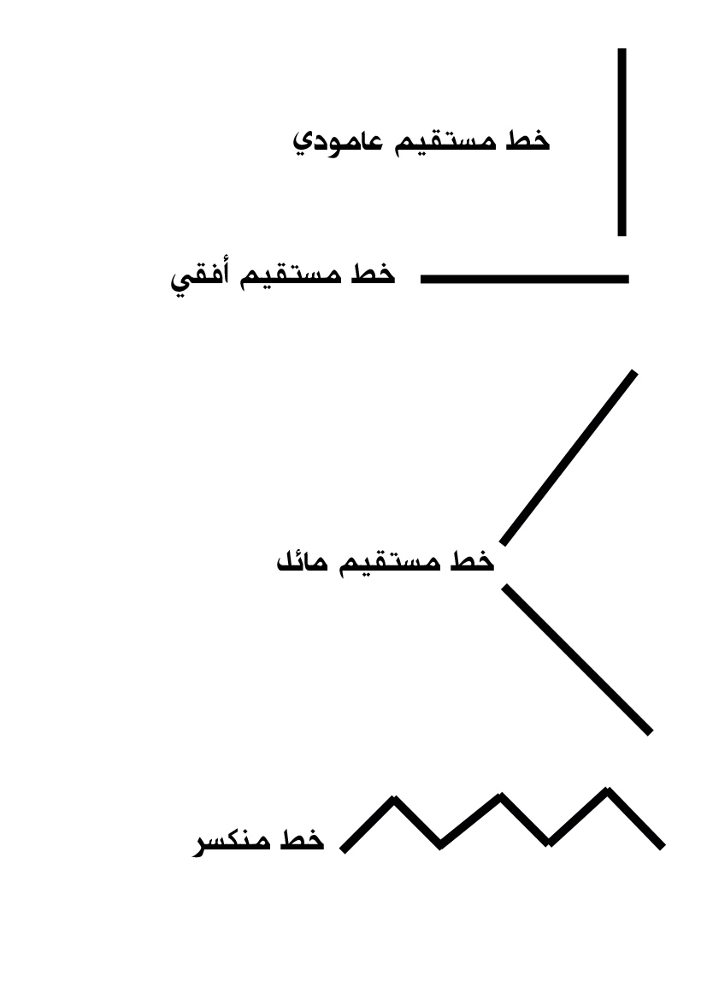 خط مستقيم عامودي
خط مستقيم أفقي
خط مستقيم مائل
خط منكسر